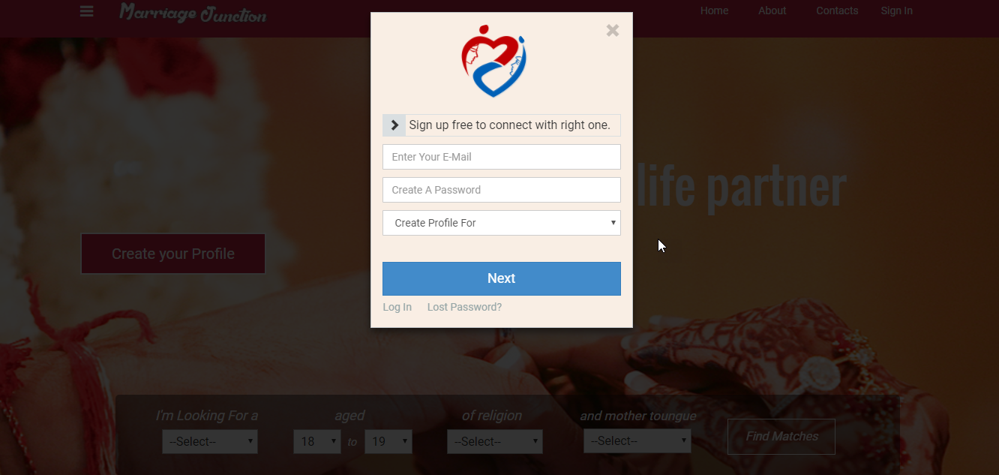 Marriage Junction
Home About Contacts Sign In
Sign up free to connect with right one.
Enter Your E-Mail
Create A Password
Create Profile For
Next
Log In Lost Password?
life partner
Create your Profile
I'm Looking For a aged of religion and mother toungue
--Select-- 18 to 19 --Select-- --Select-- Find Matches